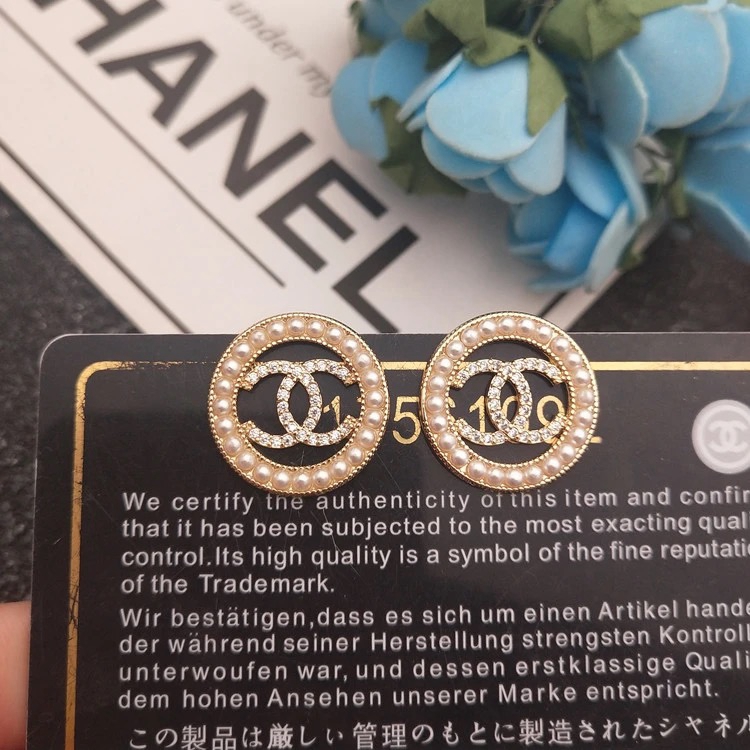 HANEL
under my
We certify the authenticity of this item and confir
that it has been subjected to the most exacting qual
control.Its high quality is a symbol of the fine reputati
of the Trademark.
Wir bestätigen,dass es sich um einen Artikel hande
der während seiner Herstellung strengsten Kontroll
unterwoufen war,und dessen erstklassige Quali
dem hohen Ansehen unserer Marke entspricht.
この製品は厳しい管理のもとに製造されたシャネル